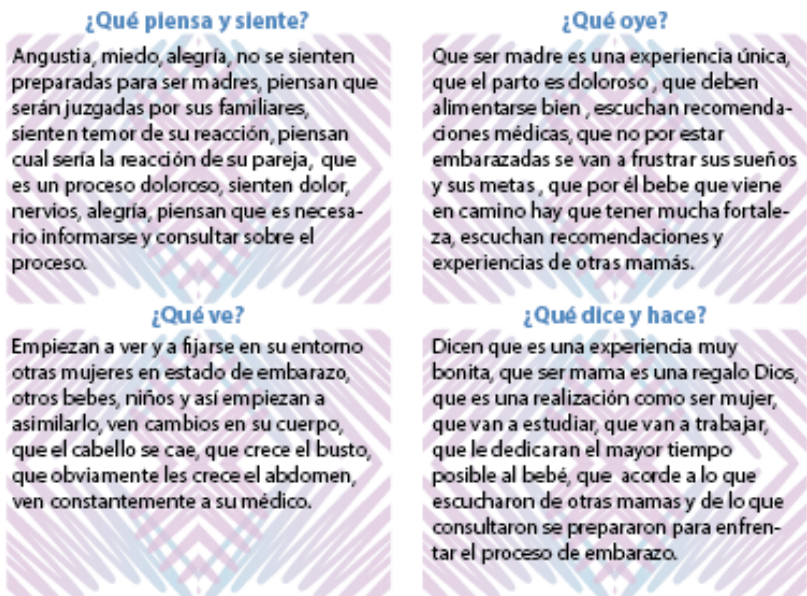 ¿Qué piensa y siente?
Angustia, miedo, alegría, no se sienten
preparadas para ser madres, piensan que
serán juzgadas por sus familiares,
sienten temor de su reacción, piensan
cual sería la reacción de su pareja, que
es un proceso doloroso, sienten dolor,
nervios, alegría, piensan que es necesa-
rio informarse y consultar sobre el
proceso.
¿Qué oye?
Que ser madre es una experiencia única,
que el parto es doloroso , que deben
alimentarse bien , escuchan recomenda-
ciones médicas, que no por estar
embarazadas se van a frustrar sus sueños
y sus metas , que por él bebe que viene
en camino hay que tener mucha fortale-
za, escuchan recomendaciones y
experiencias de otras mamás.
¿Qué ve?
Empiezan a ver y a fijarse en su entorno
otras mujeres en estado de embarazo,
otros bebes, niños y así empiezan a
asimilarlo, ven cambios en su cuerpo,
que el cabello se cae, que crece el busto,
que obviamente les crece el abdomen,
ven constantemente a su médico.
¿Qué dice y hace?
Dicen que es una experiencia muy
bonita, que ser mama es una regalo Dios,
que es una realización como ser mujer,
que van a estudiar, que van a trabajar,
que le dedicaran el mayor tiempo
posible al bebé, que acorde a lo que
escucharon de otras mamas y de lo que
consultaron se prepararon para enfren-
tar el proceso de embarazo.